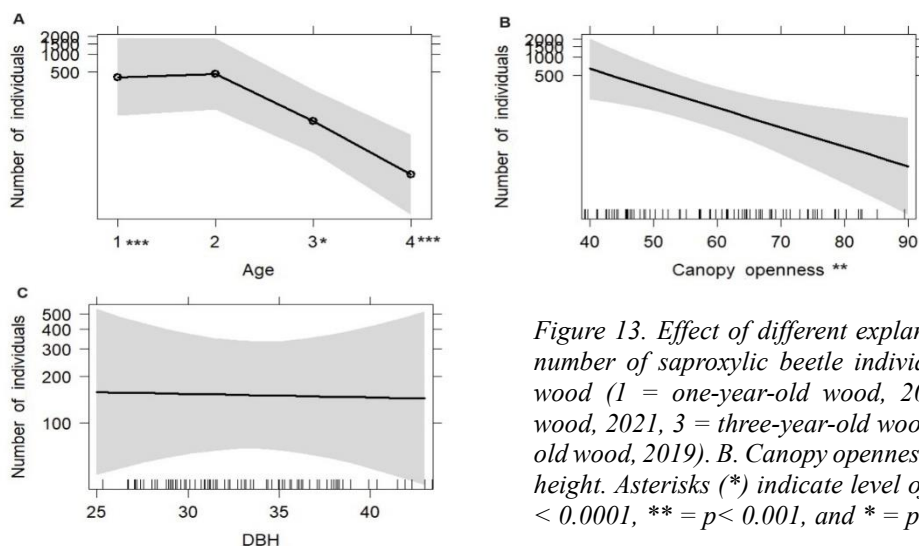 A
Number of individuals
2000
1500
1000
500
1 *** 2 3 * 4 ***
Age
B
Number of individuals
2000
1500
1000
500
40 50 60 70 80 90
Canopy openness **
C
Number of individuals
500
400
300
200
100
25 30 35 40
DBH
Figure 13. Effect of different explan
number of saproxylic beetle individ
wood (1 = one-year-old wood, 20
wood, 2021, 3 = three-year-old woo
old wood, 2019). B. Canopy openness
height. Asterisks (*) indicate level o
< 0.0001, ** = p< 0.001, and * = p